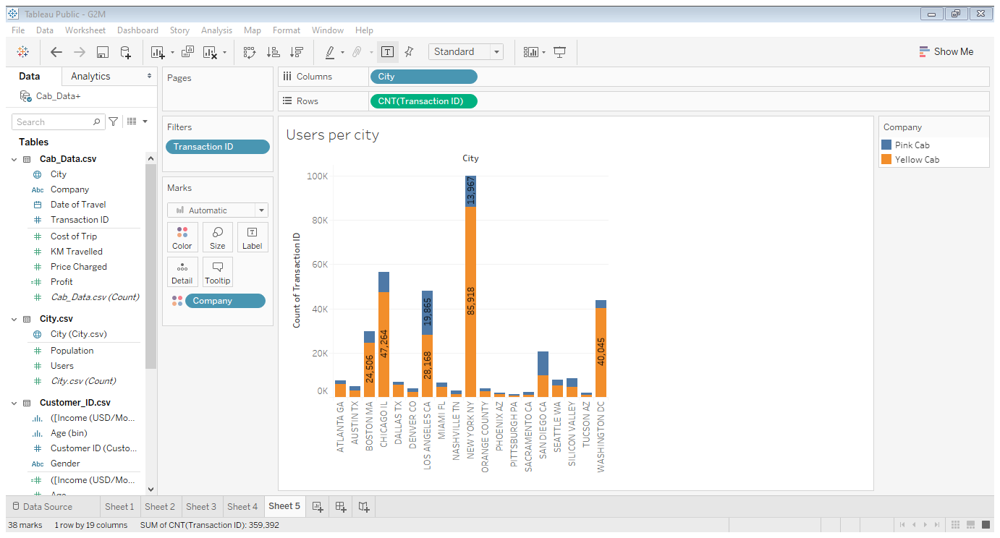 Tableau Public - G2M
File Data Worksheet Dashboard Story Analysis Map Format Window Help
Standard
Show Me
Data Analytics
Cab_Data+
Search
Tables
Cab_Data.csv
City
Abc Company
Date of Travel
Transaction ID
Cost of Trip
KM Travelled
Price Charged
Profit
Cab_Data.csv (Count)
City.csv
City (City.csv)
Population
Users
City.csv (Count)
Customer_ID.csv
([Income (USD/Mo...
Age (bin)
Customer ID (Custo...
Abc Gender
([Income (USD/Mo...
Age
Pages
Filters
Transaction ID
Marks
Automatic
Color Size Label
Detail Tooltip
Company
Columns City
Rows CNT(Transaction ID)
Users per city
City
Count of Transaction ID
100K
80K
60K
40K
20K
0K
24,506
47,264
19,865
28,168
13,967
85,918
40,045
ATLANTA GA
AUSTIN TX
BOSTON MA
CHICAGO IL
DALLAS TX
DENVER CO
LOS ANGELES CA
MIAMI FL
NASHVILLE TN
NEW YORK NY
ORANGE COUNTY
PHOENIX AZ
PITTSBURGH PA
SACRAMENTO CA
SAN DIEGO CA
SEATTLE WA
SILICON VALLEY
TUCSON AZ
WASHINGTON DC
Company
Pink Cab
Yellow Cab
Data Source Sheet 1 Sheet 2 Sheet 3 Sheet 4 Sheet 5
38 marks 1 row by 19 columns SUM of CNT(Transaction ID): 359,392